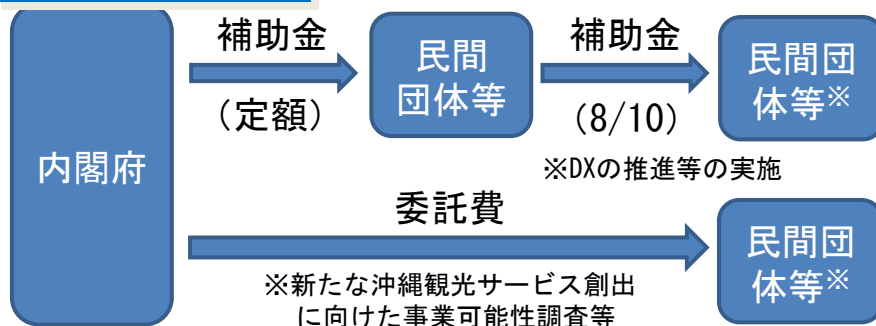 補助金
補助金
民間
団体等
民間団
体等※
(定額)
(8/10)
内閣府
※DXの推進等の実施
委託費
民間団
体等※
※新たな沖縄観光サービス創出
に向けた事業可能性調査等